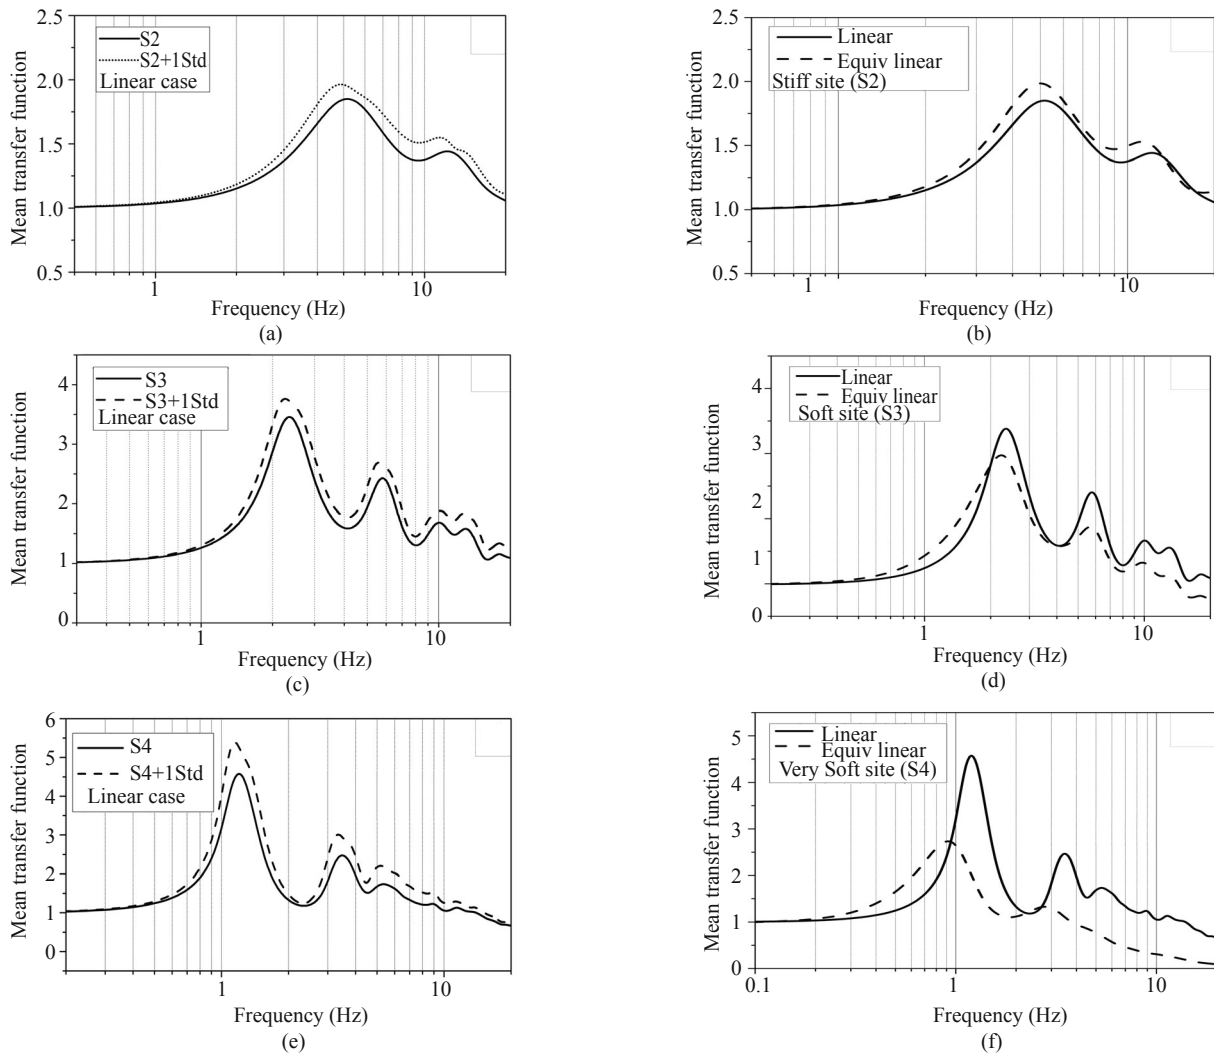 2.5
2.0
1.5
1.0
0.5
Mean transfer function
S2
S2+1Std
Linear case
1
10
Frequency (Hz)
(a)
2.5
2.0
1.5
1.0
0.5
Mean transfer function
Linear
Equiv linear
Stiff site (S2)
1
10
Frequency (Hz)
(b)
4
3
2
1
0
Mean transfer function
S3
S3+1Std
Linear case
1
10
Frequency (Hz)
(c)
4
3
2
1
0
Mean transfer function
Linear
Equiv linear
Soft site (S3)
1
10
Frequency (Hz)
(d)
6
5
4
3
2
1
0
Mean transfer function
S4
S4+1Std
Linear case
1
10
Frequency (Hz)
(e)
5
4
3
2
1
0
Mean transfer function
Linear
Equiv linear
Very Soft site (S4)
0.1
1
10
Frequency (Hz)
(f)